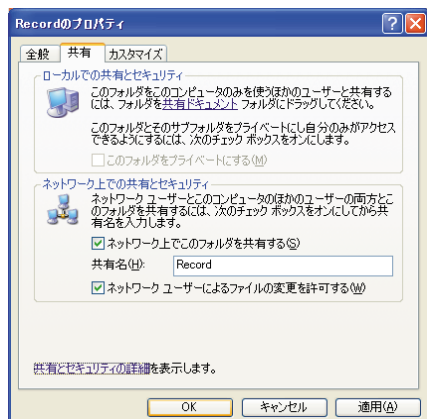 Recordのプロパティ
全般 共有 カスタマイズ
ローカルでの共有とセキュリティ
このフォルダをこのコンピュータのみを使うほかのユーザーと共有する
には、フォルダを共有ドキュメント フォルダにドラッグしてください。
このフォルダとそのサブフォルダをプライベートにし自分のみがアクセス
できるようにするには、次のチェック ボックスをオンにします。
このフォルダをプライベートにする(M)
ネットワーク上での共有とセキュリティ
ネットワーク ユーザーとこのコンピュータのほかのユーザーの両方とこ
のフォルダを共有するには、次のチェック ボックスをオンにしてから共
有名を入力します。
ネットワーク上でこのフォルダを共有する(S)
共有名(H): Record
ネットワーク ユーザーによるファイルの変更を許可する(W)
共有とセキュリティの詳細を表示します。
OK キャンセル 適用(A)